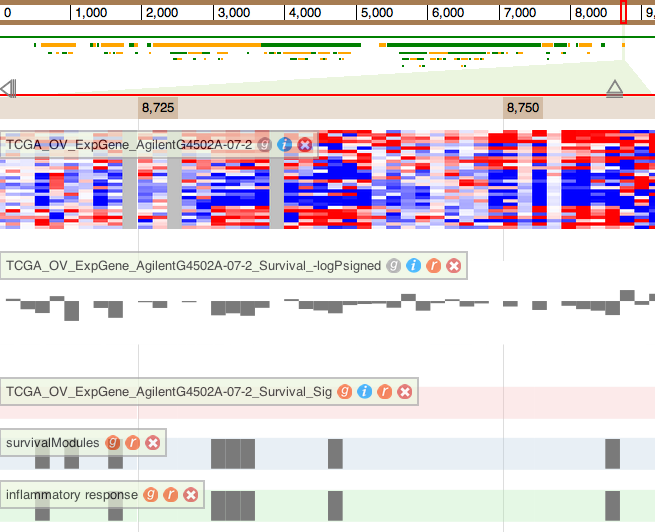 0 1,000 2,000 3,000 4,000 5,000 6,000 7,000 8,000 9,
8,725 8,750
TCGA_OV_ExpGene_AgilentG4502A-07-2 g i x
TCGA_OV_ExpGene_AgilentG4502A-07-2_Survival_-logPsigned g i r x
TCGA_OV_ExpGene_AgilentG4502A-07-2_Survival_Sig g i r x
survivalModules g r x
inflammatory response g r x